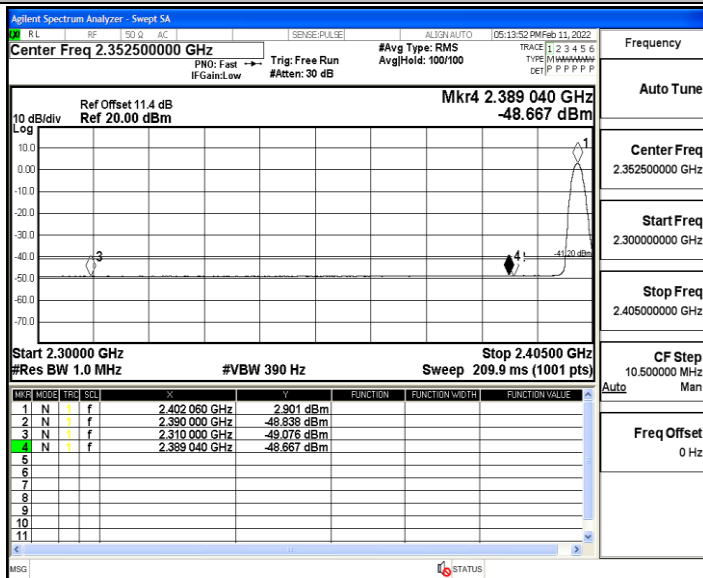 Agilent Spectrum Analyzer - Swept SA
LXI RL RF 50 Ω AC SENSE:PULSE ALIGN AUTO 05:13:52 PM Feb 11, 2022
Center Freq 2.352500000 GHz
PNO: Fast
IFGain:Low
Trig: Free Run
#Atten: 30 dB
#Avg Type: RMS
Avg|Hold: 100/100
TRACE 1 2 3 4 5 6
TYPE M WWWWW
DET P P P P P P
Ref Offset 11.4 dB
10 dB/div Ref 20.00 dBm
Log
Mkr4 2.389 040 GHz
-48.667 dBm
10.0
0.00
-10.0
-20.0
-30.0
-40.0
-50.0
-60.0
-70.0
1
3
4
-41.20 dBm
Start 2.30000 GHz Stop 2.40500 GHz
#Res BW 1.0 MHz #VBW 390 Hz Sweep 209.9 ms (1001 pts)
MKR MODE TRC SCL X Y FUNCTION FUNCTION WIDTH FUNCTION VALUE
1 N 1 f 2.402 060 GHz 2.901 dBm
2 N 1 f 2.390 000 GHz -48.838 dBm
3 N 1 f 2.310 000 GHz -49.076 dBm
4 N 1 f 2.389 040 GHz -48.667 dBm
5
6
7
8
9
10
11
MSG STATUS
Frequency
Auto Tune
Center Freq
2.352500000 GHz
Start Freq
2.300000000 GHz
Stop Freq
2.405000000 GHz
CF Step
10.500000 MHz
Auto Man
Freq Offset
0 Hz